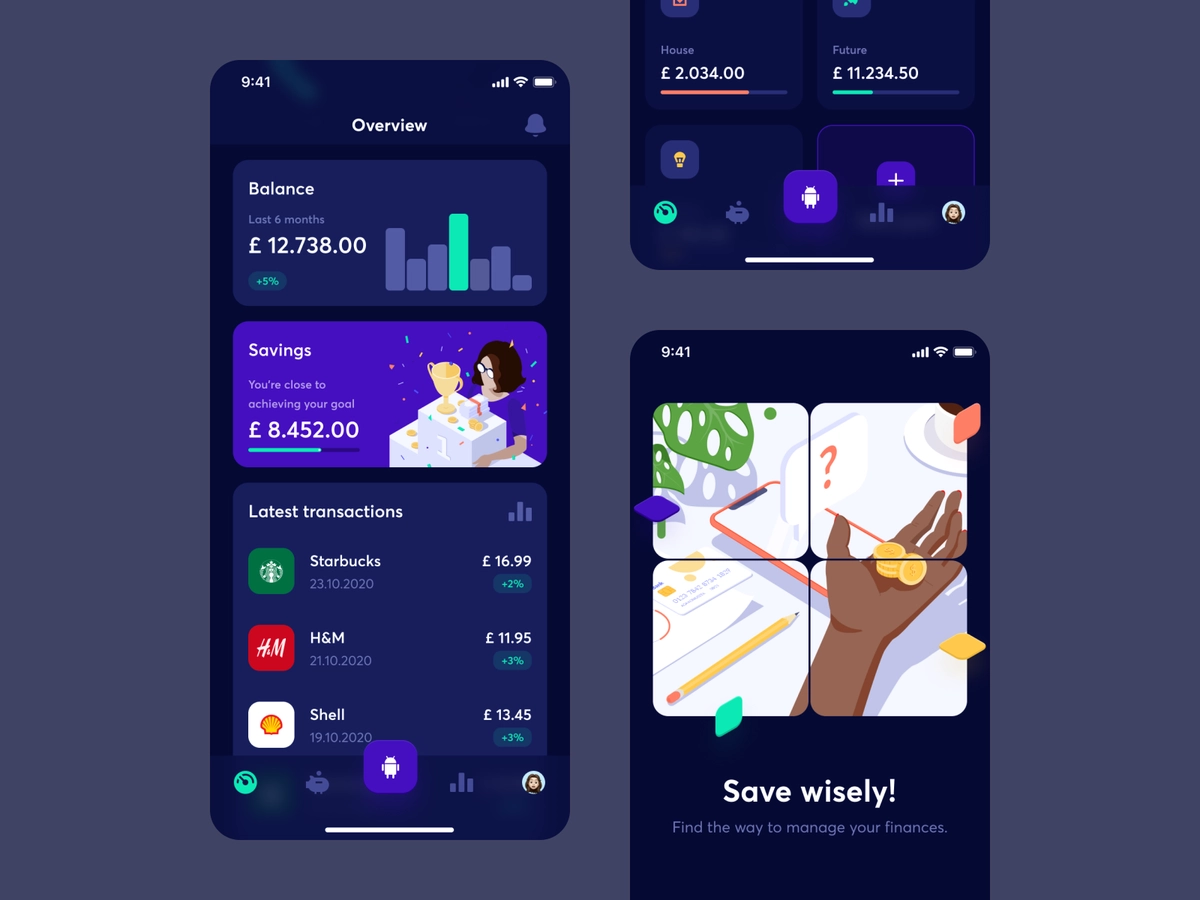 9:41
Overview
Balance
Last 6 months
£ 12.738.00
+5%
Savings
You're close to
achieving your goal
£ 8.452.00
1
Latest transactions
Starbucks
£ 16.99
23.10.2020
+2%
H&M
H&M
£ 11.95
21.10.2020
+3%
Shell
£ 13.45
19.10.2020
+3%
House
Future
£ 2.034.00
£ 11.234.50
9:41
?
Save wisely!
Find the way to manage your finances.